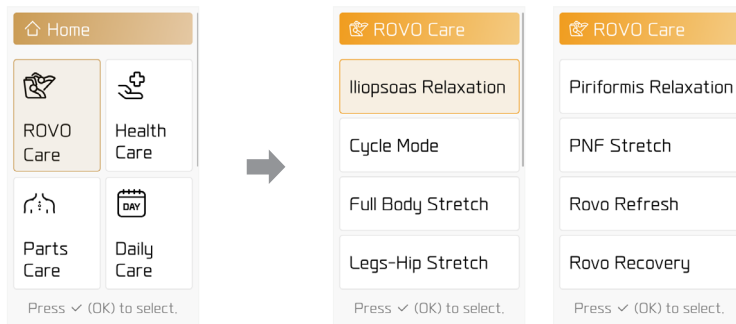 Home
ROVO
Care
Health
Care
DAY
Parts
Care
Daily
Care
Press ✓ (OK) to select.
ROVO Care
Iliopsoas Relaxation
Cycle Mode
Full Body Stretch
Legs-Hip Stretch
Press ✓ (OK) to select.
ROVO Care
Piriformis Relaxation
PNF Stretch
Rovo Refresh
Rovo Recovery
Press ✓ (OK) to select.